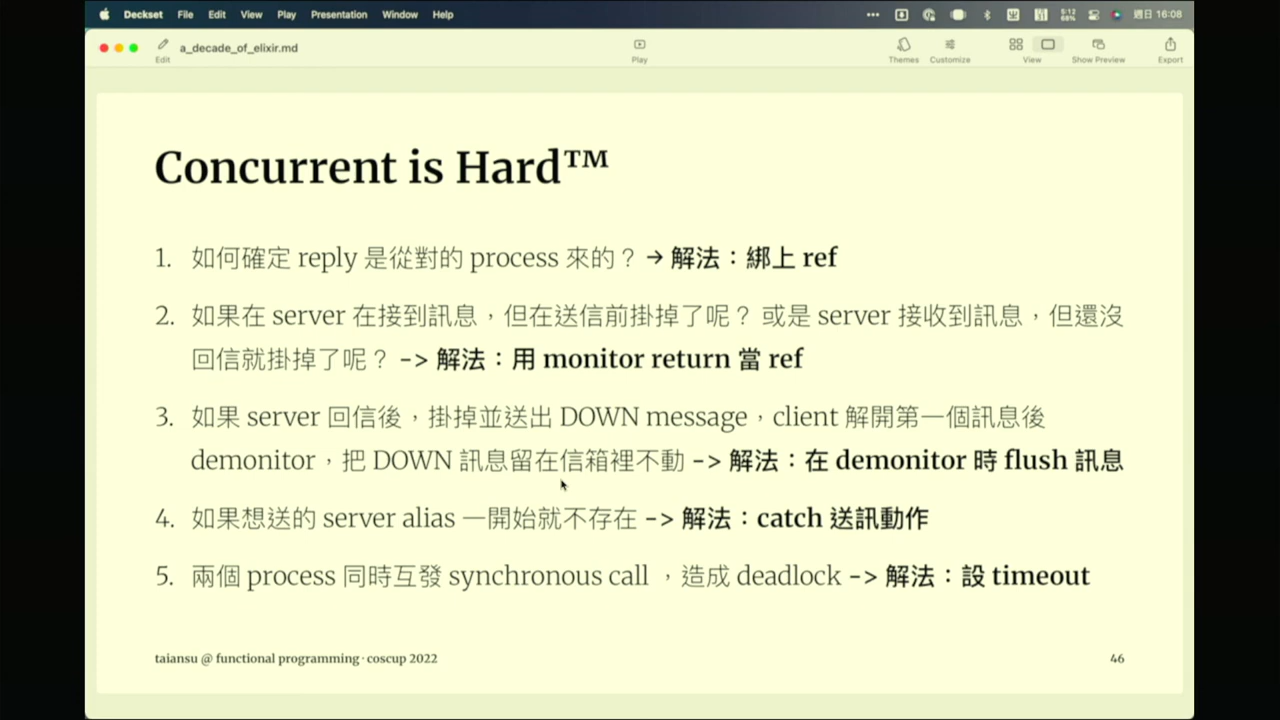 Deckset File Edit View Play Presentation Window Help
週日 16:08
a_decade_of_elixir.md
Edit Play Themes Customize View Show Preview Export
Concurrent is Hard™
1. 如何確定 reply 是從對的 process 來的？ → 解法：綁上 ref
2. 如果在 server 在接到訊息，但在送信前掛掉了呢？ 或是 server 接收到訊息，但還沒
回信就掛掉了呢？ -> 解法：用 monitor return 當 ref
3. 如果 server 回信後，掛掉並送出 DOWN message，client 解開第一個訊息後
demonitor，把 DOWN 訊息留在信箱裡不動 -> 解法：在 demonitor 時 flush 訊息
4. 如果想送的 server alias 一開始就不存在 -> 解法：catch 送訊動作
5. 兩個 process 同時互發 synchronous call ，造成 deadlock -> 解法：設 timeout
taiansu @ functional programming · coscup 2022
46